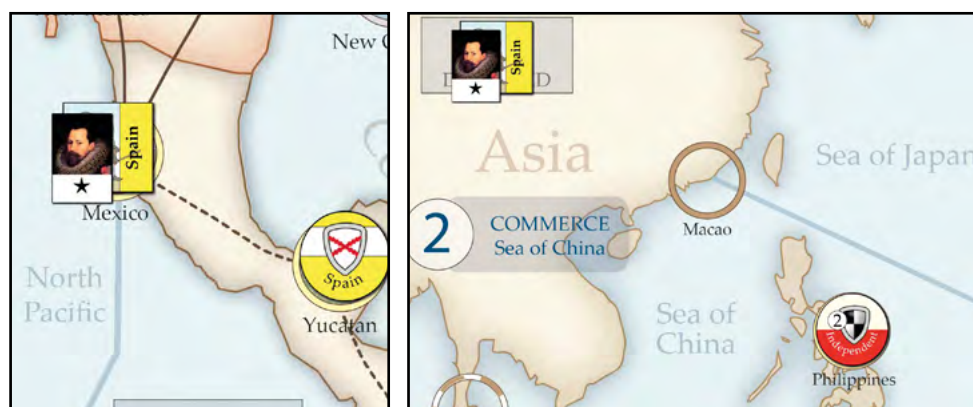 New
Spain
Mexico
Spain
Yucatan
North
Pacific
Spain
Asia
Sea of Japan
Macao
2
COMMERCE
Sea of China
Sea of
China
2
Independent
Philippines